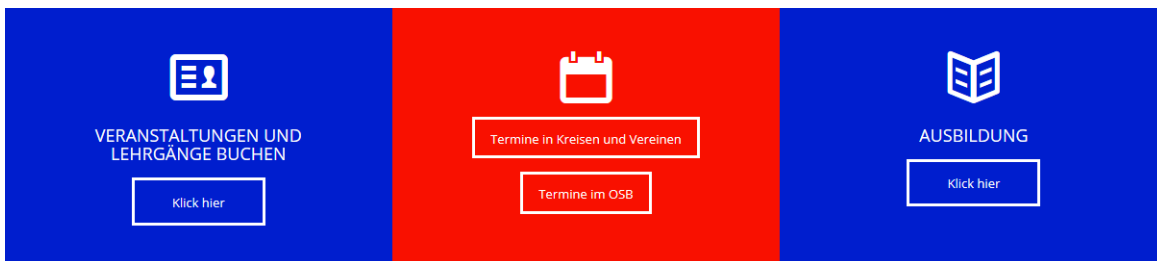 VERANSTALTUNGEN UND
LEHRGÄNGE BUCHEN
Klick hier
Termine in Kreisen und Vereinen
Termine im OSB
AUSBILDUNG
Klick hier